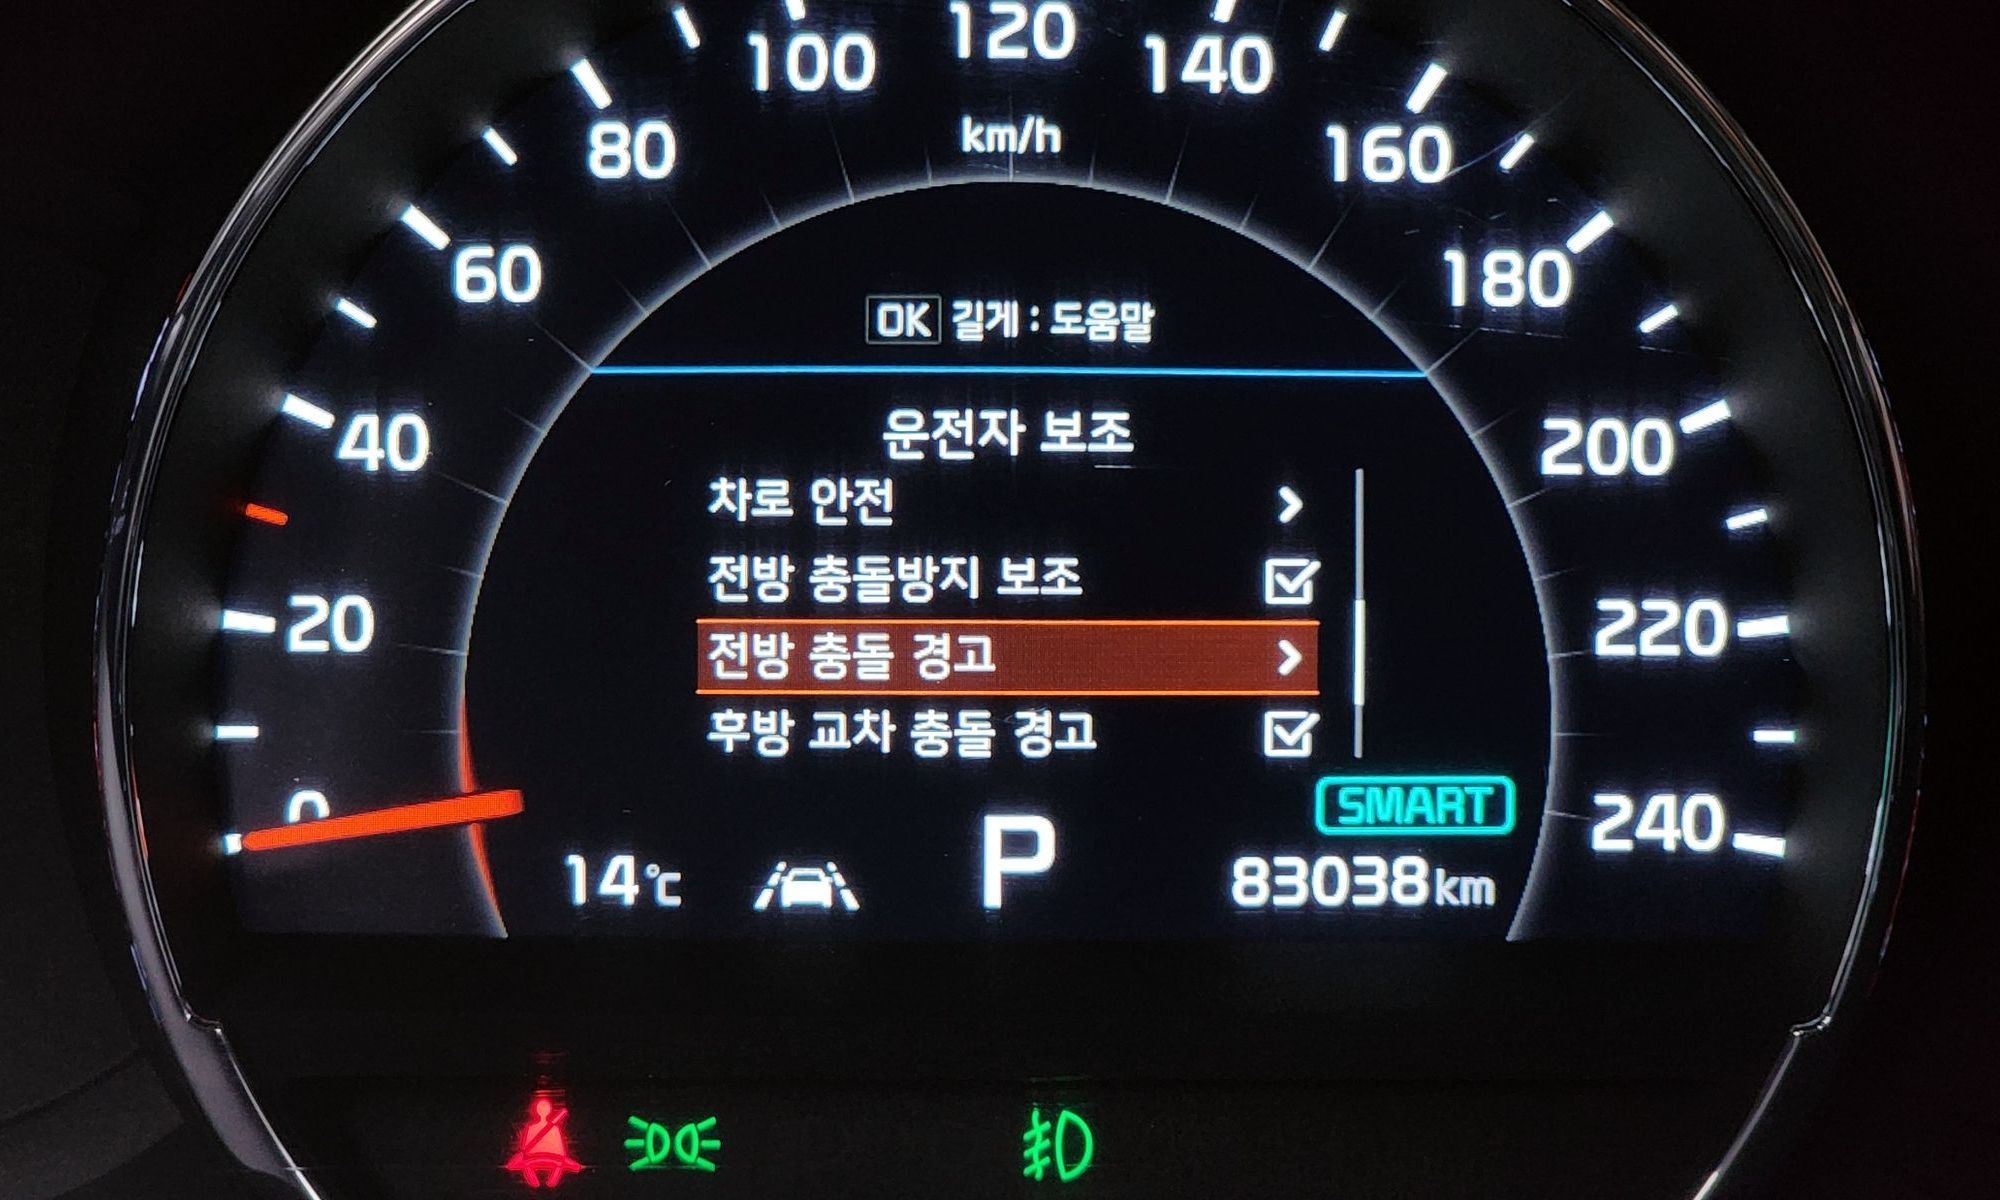 120
100
140
km/h
80
160
60
180
OK 길게 : 도움말
40
운전자 보조
200
차로 안전
전방 충돌방지 보조
20
전방 충돌 경고
220
후방 교차 충돌 경고
0
SMART
240
14℃
P
83038km